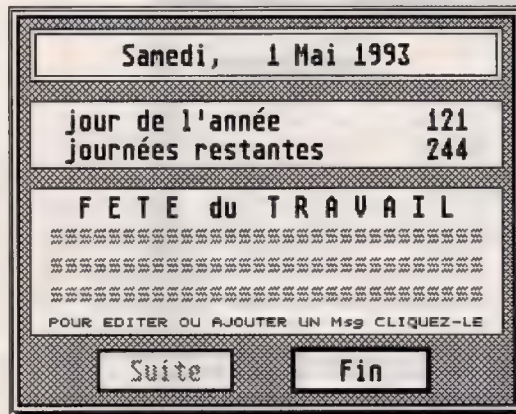 Samedi, 1 Mai 1993
jour de l'année 121
journées restantes 244
F E T E du T R A V A I L
POUR EDITER OU AJOUTER UN Msg CLIQUEZ-LE
Suite Fin